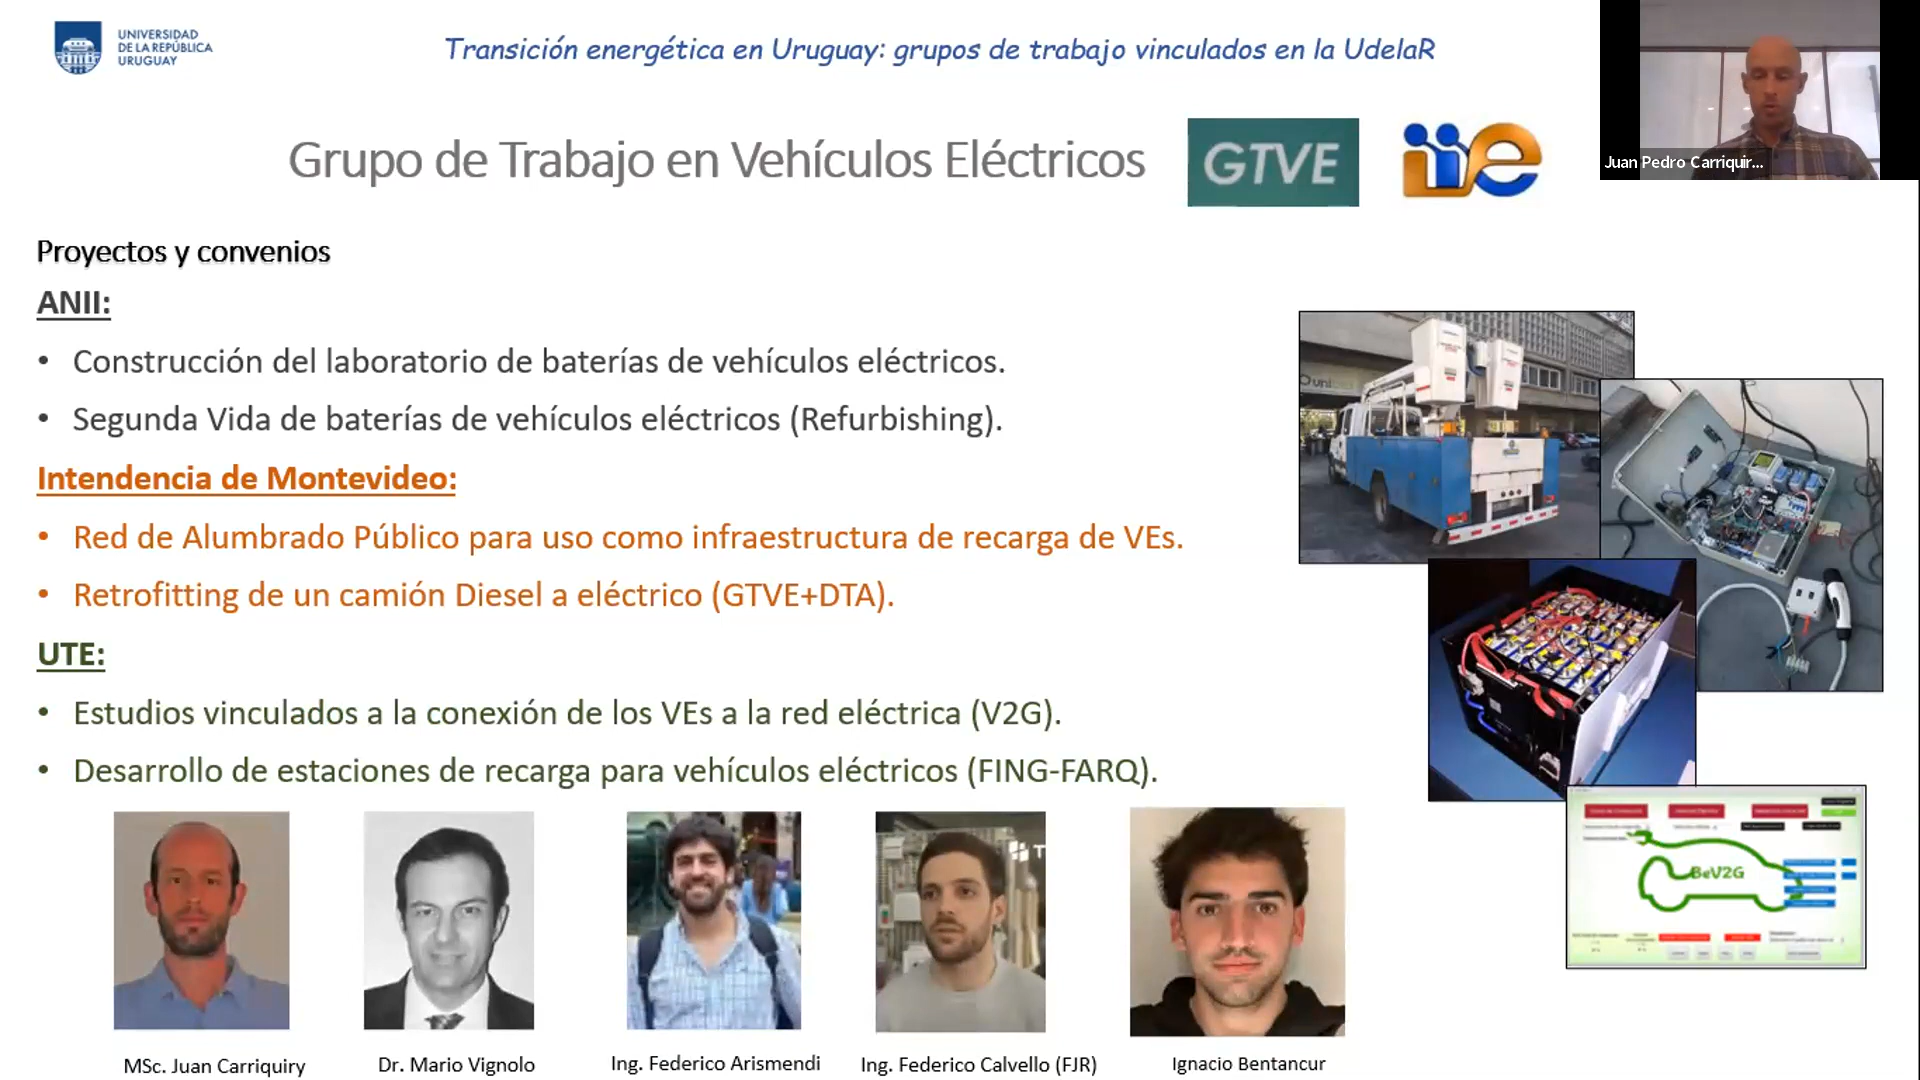 UNIVERSIDAD
DE LA REPÚBLICA
URUGUAY
Transición energética en Uruguay: grupos de trabajo vinculados en la UdelaR
Juan Pedro Carriquir...
Grupo de Trabajo en Vehículos Eléctricos
GTVE
iie
Proyectos y convenios
ANII:
• Construcción del laboratorio de baterías de vehículos eléctricos.
• Segunda Vida de baterías de vehículos eléctricos (Refurbishing).
Intendencia de Montevideo:
• Red de Alumbrado Público para uso como infraestructura de recarga de VEs.
• Retrofitting de un camión Diesel a eléctrico (GTVE+DTA).
UTE:
• Estudios vinculados a la conexión de los VEs a la red eléctrica (V2G).
• Desarrollo de estaciones de recarga para vehículos eléctricos (FING-FARQ).
BeV2G
MSc. Juan Carriquiry
Dr. Mario Vignolo
Ing. Federico Arismendi
Ing. Federico Calvello (FJR)
Ignacio Bentancur